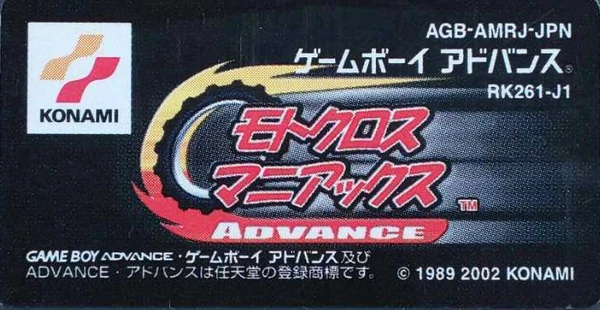 AGB-AMRJ-JPN
ゲームボーイ アドバンス®
RK261-J1
KONAMI
モトクロス
マニアックス
TM
ADVANCE
GAME BOY ADVANCE・ゲームボーイ アドバンス及び
ADVANCE・アドバンスは任天堂の登録商標です。
© 1989 2002 KONAMI